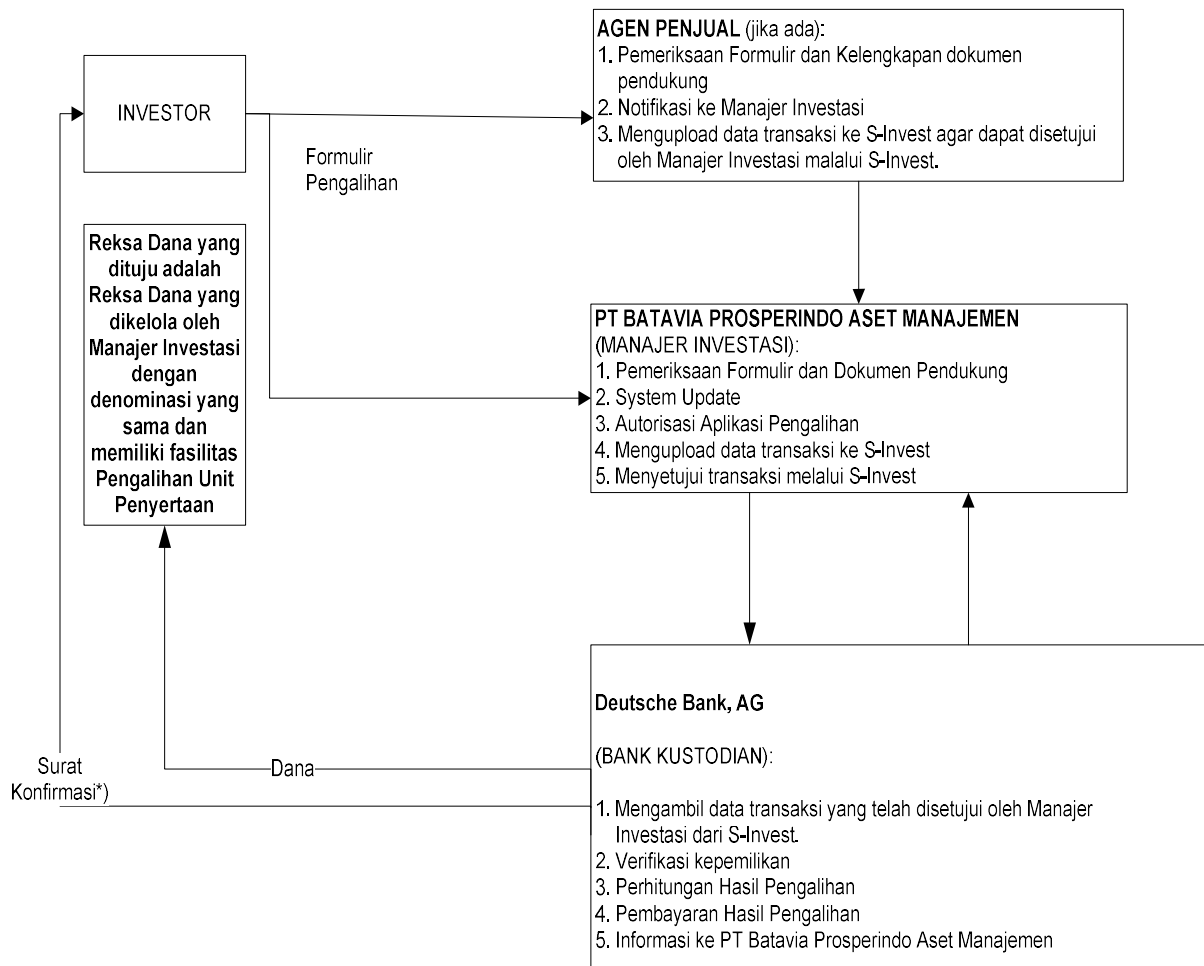 INVESTOR
AGEN PENJUAL (jika ada):
1. Pemeriksaan Formulir dan Kelengkapan dokumen
pendukung
2. Notifikasi ke Manajer Investasi
3. Mengupload data transaksi ke S-Invest agar dapat disetujui
oleh Manajer Investasi malalui S-Invest.
Formulir
Pengalihan
Reksa Dana yang
dituju adalah
Reksa Dana yang
dikelola oleh
Manajer Investasi
dengan
denominasi yang
sama dan
memiliki fasilitas
Pengalihan Unit
Penyertaan
PT BATAVIA PROSPERINDO ASET MANAJEMEN
(MANAJER INVESTASI):
1. Pemeriksaan Formulir dan Dokumen Pendukung
2. System Update
3. Autorisasi Aplikasi Pengalihan
4. Mengupload data transaksi ke S-Invest
5. Menyetujui transaksi melalui S-Invest
Surat
Konfirmasi*)
Dana
Deutsche Bank, AG
(BANK KUSTODIAN):
1. Mengambil data transaksi yang telah disetujui oleh Manajer
Investasi dari S-Invest.
2. Verifikasi kepemilikan
3. Perhitungan Hasil Pengalihan
4. Pembayaran Hasil Pengalihan
5. Informasi ke PT Batavia Prosperindo Aset Manajemen